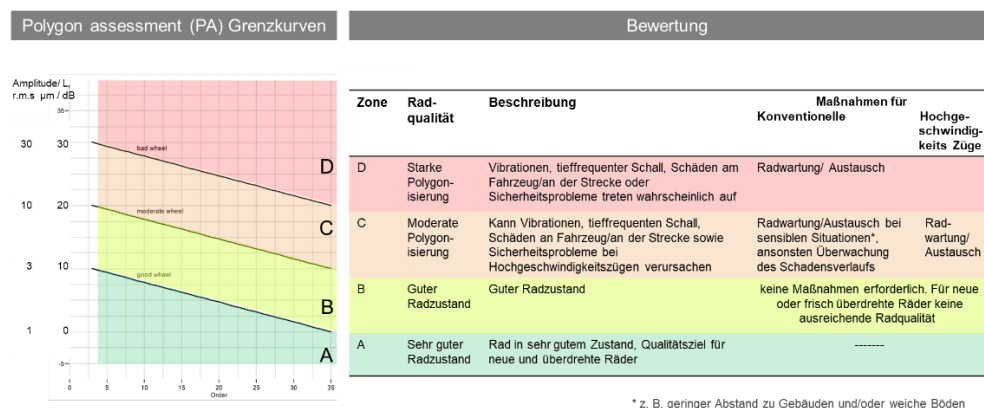 Polygon assessment (PA) Grenzkurven
Bewertung
Amplitude/ L,
r.m.s µm / dB
35-
30 30
bad wheel
D
10 20
moderate wheel
C
3 10
good wheel
B
1 0
A
-5-
0 5 10 15 20 25 30 35
Order
Zone Rad-
qualität Beschreibung Maßnahmen für
Konventionelle Hochge-
schwindig-
keits Züge
D Starke Vibrationen, tieffrequenter Schall, Schäden am Radwartung/ Austausch
Polygon- Fahrzeug/an der Strecke oder
isierung Sicherheitsprobleme treten wahrscheinlich auf
C Moderate Kann Vibrationen, tieffrequenten Schall, Radwartung/Austausch bei Rad-
Polygon- Schäden an Fahrzeug/an der Strecke sowie sensiblen Situationen*, wartung/
isierung Sicherheitsprobleme bei ansonsten Überwachung Austausch
Hochgeschwindigkeitszügen verursachen des Schadensverlaufs
B Guter Guter Radzustand keine Maßnahmen erforderlich. Für neue
Radzustand oder frisch überdrehte Räder keine
ausreichende Radqualität
A Sehr guter Rad in sehr gutem Zustand, Qualitätsziel für -------
Radzustand neue und überdrehte Räder
* z. B. geringer Abstand zu Gebäuden und/oder weiche Böden